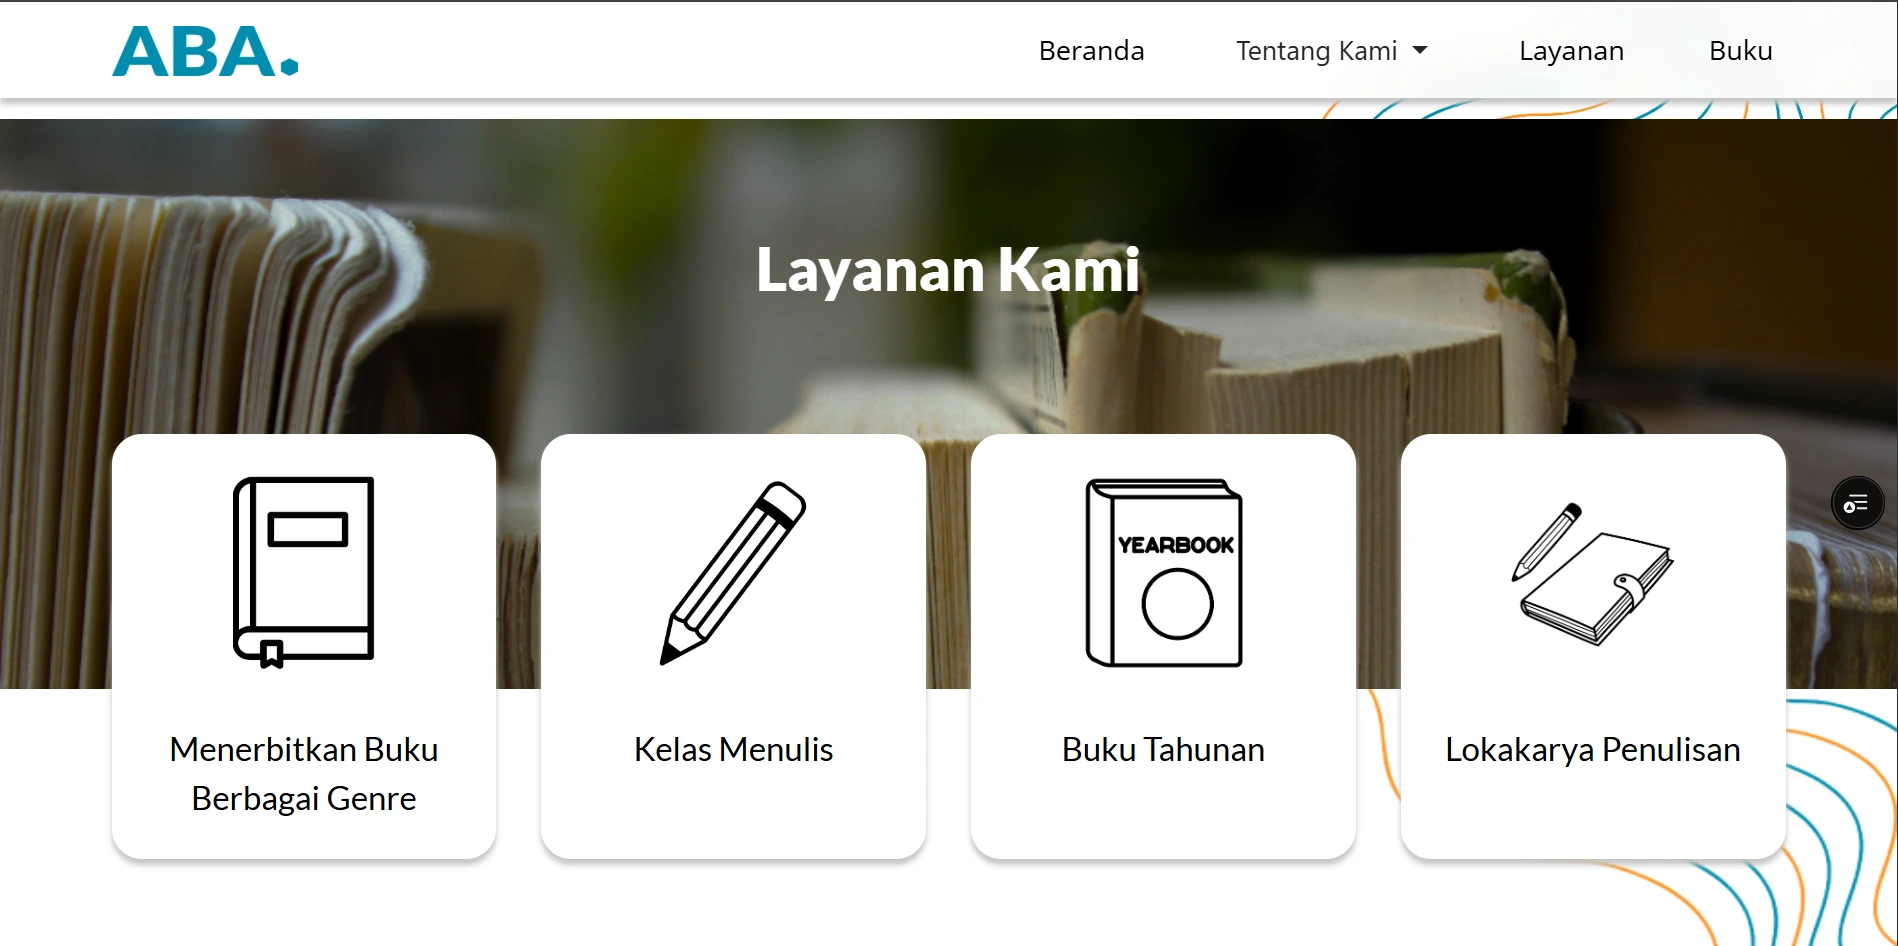 ABA.
Beranda
Tentang Kami
Layanan
Buku
Layanan Kami
YEARBOOK
Menerbitkan Buku
Berbagai Genre
Kelas Menulis
Buku Tahunan
Lokakarya Penulisan